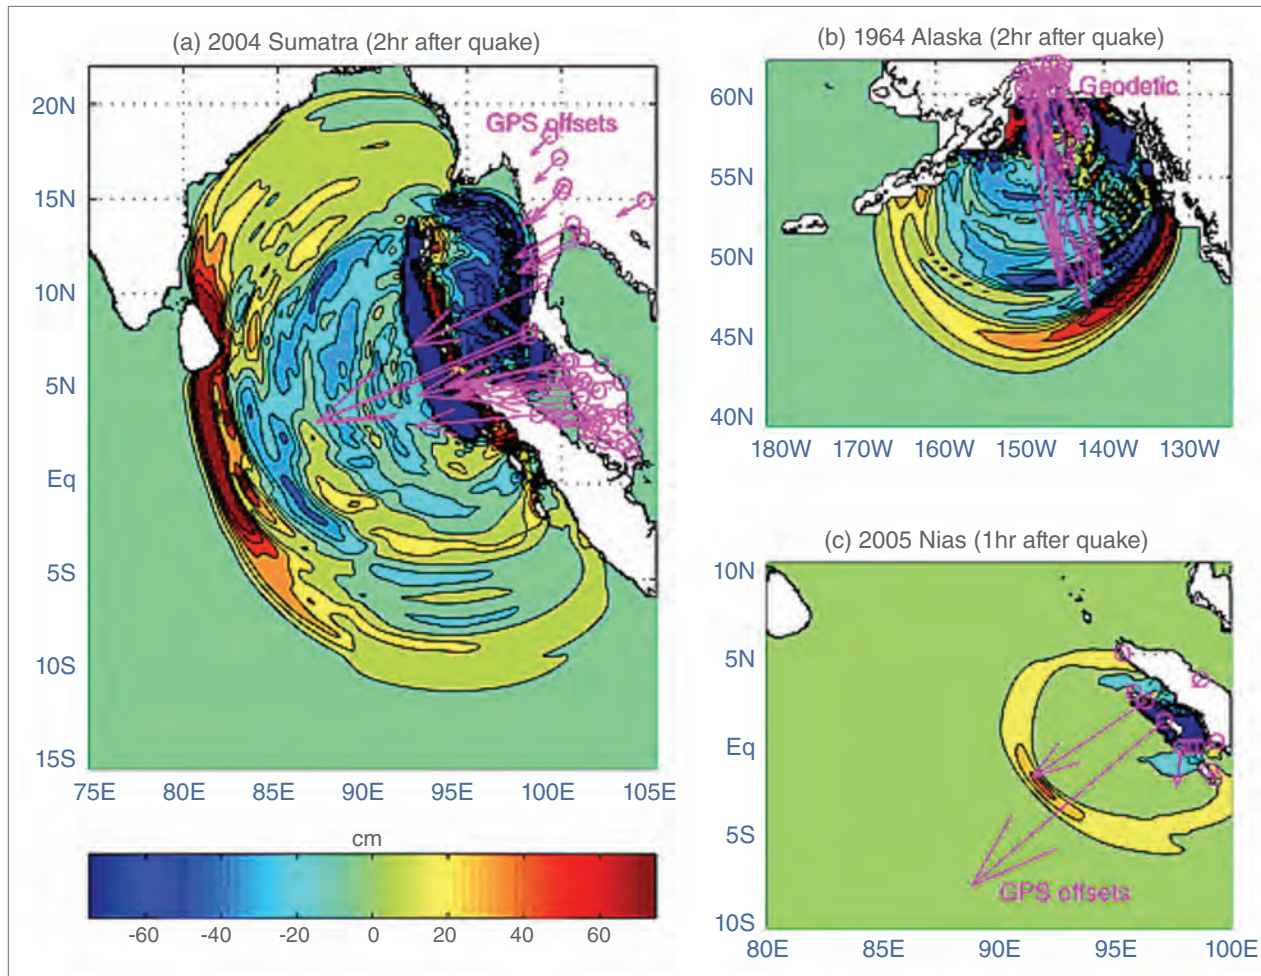 (a) 2004 Sumatra (2hr after quake)
20N
15N
10N
5N
Eq
5S
10S
15S
75E 80E 85E 90E 95E 100E 105E
GPS offsets
cm
-60 -40 -20 0 20 40 60
(b) 1964 Alaska (2hr after quake)
60N
55N
50N
45N
40N
180W 170W 160W 150W 140W 130W
Geodetic
(c) 2005 Nias (1hr after quake)
10N
5N
Eq
5S
10S
80E 85E 90E 95E 100E
GPS offsets